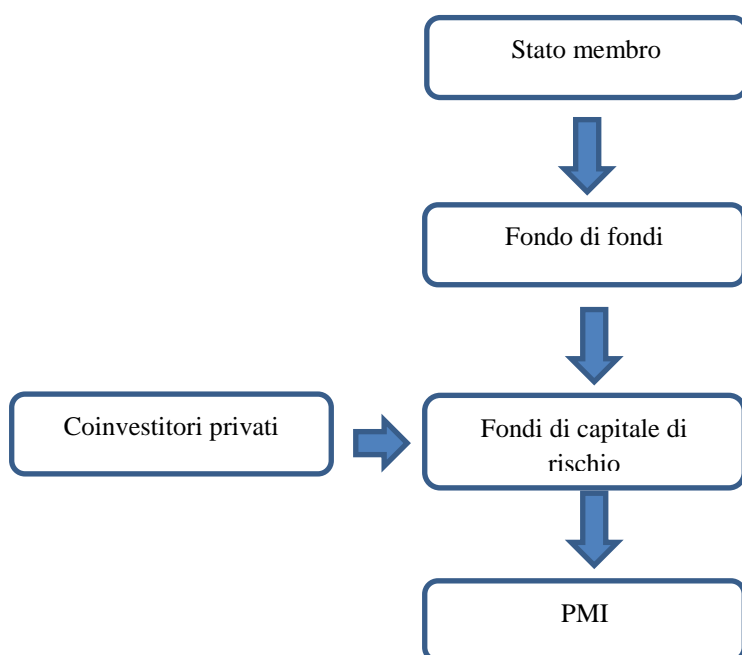 Stato membro
Fondo di fondi
Coinvestitori privati
Fondi di capitale di
rischio
PMI